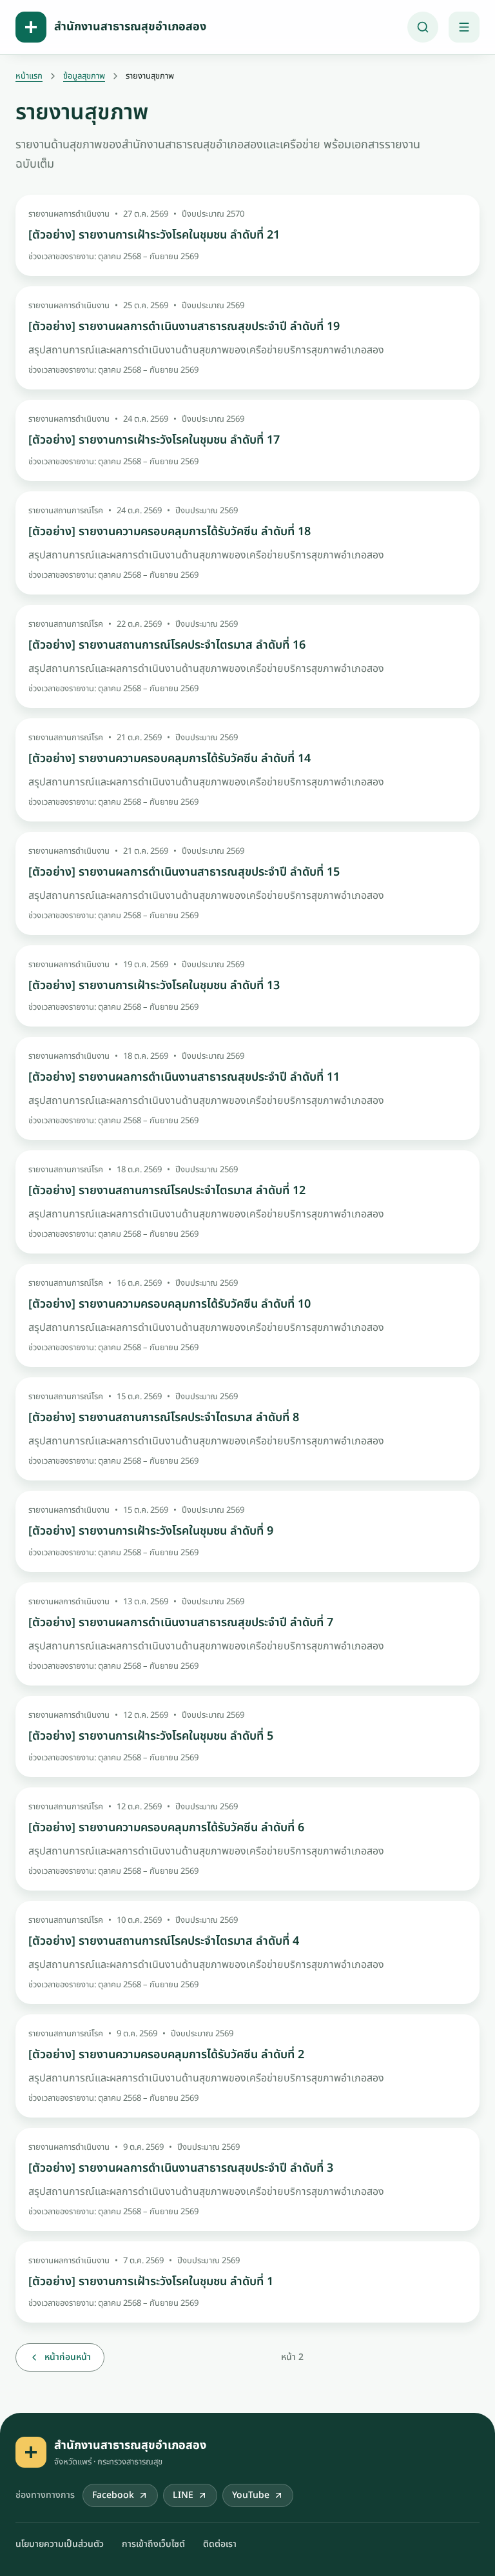 สำนักงานสาธารณสุขอำเภอสอง
หน้าแรก > ข้อมูลสุขภาพ > รายงานสุขภาพ
รายงานสุขภาพ
รายงานด้านสุขภาพของสำนักงานสาธารณสุขอำเภอสองและเครือข่าย พร้อมเอกสารรายงาน
ฉบับเต็ม
รายงานผลการดำเนินงาน • 27 ต.ค. 2569 • ปีงบประมาณ 2570
[ตัวอย่าง] รายงานการเฝ้าระวังโรคในชุมชน ลำดับที่ 21
ช่วงเวลาของรายงาน: ตุลาคม 2568 – กันยายน 2569
รายงานผลการดำเนินงาน • 25 ต.ค. 2569 • ปีงบประมาณ 2569
[ตัวอย่าง] รายงานผลการดำเนินงานสาธารณสุขประจำปี ลำดับที่ 19
สรุปสถานการณ์และผลการดำเนินงานด้านสุขภาพของเครือข่ายบริการสุขภาพอำเภอสอง
ช่วงเวลาของรายงาน: ตุลาคม 2568 – กันยายน 2569
รายงานผลการดำเนินงาน • 24 ต.ค. 2569 • ปีงบประมาณ 2569
[ตัวอย่าง] รายงานการเฝ้าระวังโรคในชุมชน ลำดับที่ 17
ช่วงเวลาของรายงาน: ตุลาคม 2568 – กันยายน 2569
รายงานสถานการณ์โรค • 24 ต.ค. 2569 • ปีงบประมาณ 2569
[ตัวอย่าง] รายงานความครอบคลุมการได้รับวัคซีน ลำดับที่ 18
สรุปสถานการณ์และผลการดำเนินงานด้านสุขภาพของเครือข่ายบริการสุขภาพอำเภอสอง
ช่วงเวลาของรายงาน: ตุลาคม 2568 – กันยายน 2569
รายงานสถานการณ์โรค • 22 ต.ค. 2569 • ปีงบประมาณ 2569
[ตัวอย่าง] รายงานสถานการณ์โรคประจำไตรมาส ลำดับที่ 16
สรุปสถานการณ์และผลการดำเนินงานด้านสุขภาพของเครือข่ายบริการสุขภาพอำเภอสอง
ช่วงเวลาของรายงาน: ตุลาคม 2568 – กันยายน 2569
รายงานสถานการณ์โรค • 21 ต.ค. 2569 • ปีงบประมาณ 2569
[ตัวอย่าง] รายงานความครอบคลุมการได้รับวัคซีน ลำดับที่ 14
สรุปสถานการณ์และผลการดำเนินงานด้านสุขภาพของเครือข่ายบริการสุขภาพอำเภอสอง
ช่วงเวลาของรายงาน: ตุลาคม 2568 – กันยายน 2569
รายงานผลการดำเนินงาน • 21 ต.ค. 2569 • ปีงบประมาณ 2569
[ตัวอย่าง] รายงานผลการดำเนินงานสาธารณสุขประจำปี ลำดับที่ 15
สรุปสถานการณ์และผลการดำเนินงานด้านสุขภาพของเครือข่ายบริการสุขภาพอำเภอสอง
ช่วงเวลาของรายงาน: ตุลาคม 2568 – กันยายน 2569
รายงานผลการดำเนินงาน • 19 ต.ค. 2569 • ปีงบประมาณ 2569
[ตัวอย่าง] รายงานการเฝ้าระวังโรคในชุมชน ลำดับที่ 13
ช่วงเวลาของรายงาน: ตุลาคม 2568 – กันยายน 2569
รายงานผลการดำเนินงาน • 18 ต.ค. 2569 • ปีงบประมาณ 2569
[ตัวอย่าง] รายงานผลการดำเนินงานสาธารณสุขประจำปี ลำดับที่ 11
สรุปสถานการณ์และผลการดำเนินงานด้านสุขภาพของเครือข่ายบริการสุขภาพอำเภอสอง
ช่วงเวลาของรายงาน: ตุลาคม 2568 – กันยายน 2569
รายงานสถานการณ์โรค • 18 ต.ค. 2569 • ปีงบประมาณ 2569
[ตัวอย่าง] รายงานสถานการณ์โรคประจำไตรมาส ลำดับที่ 12
สรุปสถานการณ์และผลการดำเนินงานด้านสุขภาพของเครือข่ายบริการสุขภาพอำเภอสอง
ช่วงเวลาของรายงาน: ตุลาคม 2568 – กันยายน 2569
รายงานสถานการณ์โรค • 16 ต.ค. 2569 • ปีงบประมาณ 2569
[ตัวอย่าง] รายงานความครอบคลุมการได้รับวัคซีน ลำดับที่ 10
สรุปสถานการณ์และผลการดำเนินงานด้านสุขภาพของเครือข่ายบริการสุขภาพอำเภอสอง
ช่วงเวลาของรายงาน: ตุลาคม 2568 – กันยายน 2569
รายงานสถานการณ์โรค • 15 ต.ค. 2569 • ปีงบประมาณ 2569
[ตัวอย่าง] รายงานสถานการณ์โรคประจำไตรมาส ลำดับที่ 8
สรุปสถานการณ์และผลการดำเนินงานด้านสุขภาพของเครือข่ายบริการสุขภาพอำเภอสอง
ช่วงเวลาของรายงาน: ตุลาคม 2568 – กันยายน 2569
รายงานผลการดำเนินงาน • 15 ต.ค. 2569 • ปีงบประมาณ 2569
[ตัวอย่าง] รายงานการเฝ้าระวังโรคในชุมชน ลำดับที่ 9
ช่วงเวลาของรายงาน: ตุลาคม 2568 – กันยายน 2569
รายงานผลการดำเนินงาน • 13 ต.ค. 2569 • ปีงบประมาณ 2569
[ตัวอย่าง] รายงานผลการดำเนินงานสาธารณสุขประจำปี ลำดับที่ 7
สรุปสถานการณ์และผลการดำเนินงานด้านสุขภาพของเครือข่ายบริการสุขภาพอำเภอสอง
ช่วงเวลาของรายงาน: ตุลาคม 2568 – กันยายน 2569
รายงานผลการดำเนินงาน • 12 ต.ค. 2569 • ปีงบประมาณ 2569
[ตัวอย่าง] รายงานการเฝ้าระวังโรคในชุมชน ลำดับที่ 5
ช่วงเวลาของรายงาน: ตุลาคม 2568 – กันยายน 2569
รายงานสถานการณ์โรค • 12 ต.ค. 2569 • ปีงบประมาณ 2569
[ตัวอย่าง] รายงานความครอบคลุมการได้รับวัคซีน ลำดับที่ 6
สรุปสถานการณ์และผลการดำเนินงานด้านสุขภาพของเครือข่ายบริการสุขภาพอำเภอสอง
ช่วงเวลาของรายงาน: ตุลาคม 2568 – กันยายน 2569
รายงานสถานการณ์โรค • 10 ต.ค. 2569 • ปีงบประมาณ 2569
[ตัวอย่าง] รายงานสถานการณ์โรคประจำไตรมาส ลำดับที่ 4
สรุปสถานการณ์และผลการดำเนินงานด้านสุขภาพของเครือข่ายบริการสุขภาพอำเภอสอง
ช่วงเวลาของรายงาน: ตุลาคม 2568 – กันยายน 2569
รายงานสถานการณ์โรค • 9 ต.ค. 2569 • ปีงบประมาณ 2569
[ตัวอย่าง] รายงานความครอบคลุมการได้รับวัคซีน ลำดับที่ 2
สรุปสถานการณ์และผลการดำเนินงานด้านสุขภาพของเครือข่ายบริการสุขภาพอำเภอสอง
ช่วงเวลาของรายงาน: ตุลาคม 2568 – กันยายน 2569
รายงานผลการดำเนินงาน • 9 ต.ค. 2569 • ปีงบประมาณ 2569
[ตัวอย่าง] รายงานผลการดำเนินงานสาธารณสุขประจำปี ลำดับที่ 3
สรุปสถานการณ์และผลการดำเนินงานด้านสุขภาพของเครือข่ายบริการสุขภาพอำเภอสอง
ช่วงเวลาของรายงาน: ตุลาคม 2568 – กันยายน 2569
รายงานผลการดำเนินงาน • 7 ต.ค. 2569 • ปีงบประมาณ 2569
[ตัวอย่าง] รายงานการเฝ้าระวังโรคในชุมชน ลำดับที่ 1
ช่วงเวลาของรายงาน: ตุลาคม 2568 – กันยายน 2569
หน้าก่อนหน้า หน้า 2
สำนักงานสาธารณสุขอำเภอสอง
จังหวัดแพร่ · กระทรวงสาธารณสุข
ช่องทางทางการ Facebook LINE YouTube
นโยบายความเป็นส่วนตัว การเข้าถึงเว็บไซต์ ติดต่อเรา